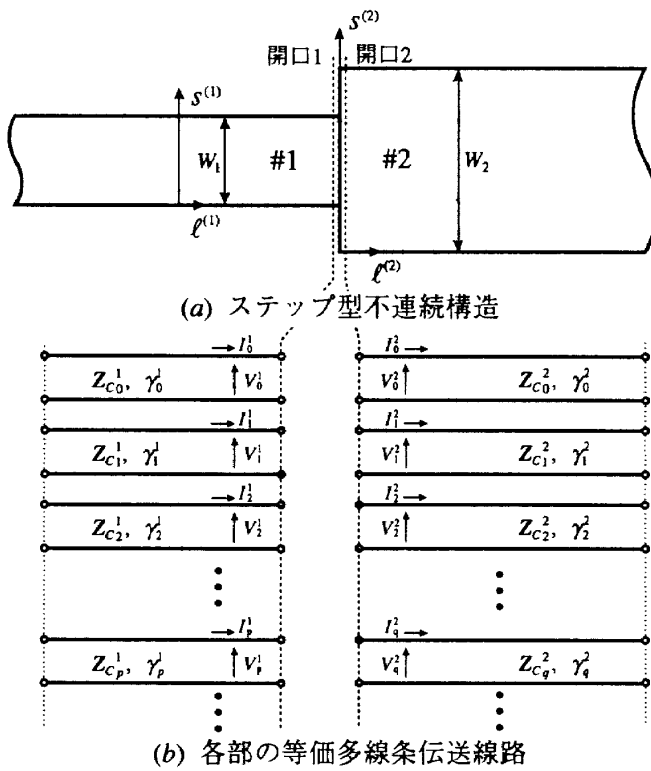 s⁽²⁾
開口1 開口2
s⁽¹⁾
W₁ #1 #2 W₂
ℓ⁽¹⁾
ℓ⁽²⁾
(a) ステップ型不連続構造
→I₀¹ I₀²→
Z_C0¹, γ₀¹ ↑V₀¹ V₀²↑ Z_C0², γ₀²
→I₁¹ I₁²→
Z_C1¹, γ₁¹ ↑V₁¹ V₁²↑ Z_C1², γ₁²
→I₂¹ I₂²→
Z_C2¹, γ₂¹ ↑V₂¹ V₂²↑ Z_C2², γ₂²
→I_p¹ I_q²→
Z_Cp¹, γ_p¹ ↑V_p¹ V_q²↑ Z_Cq², γ_q²
(b) 各部の等価多線条伝送線路